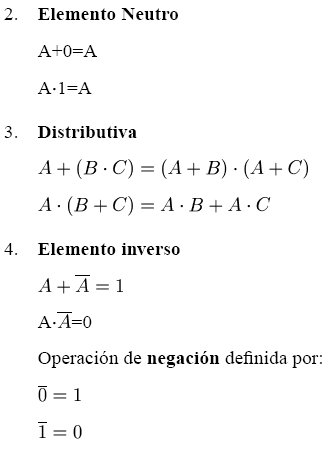 2. Elemento Neutro
A+0=A
A·1=A
3. Distributiva
A + (B · C) = (A + B) · (A + C)
A · (B + C) = A · B + A · C
4. Elemento inverso
A + A̅ = 1
A·A̅=0
Operación de negación definida por:
0̅ = 1
1̅ = 0